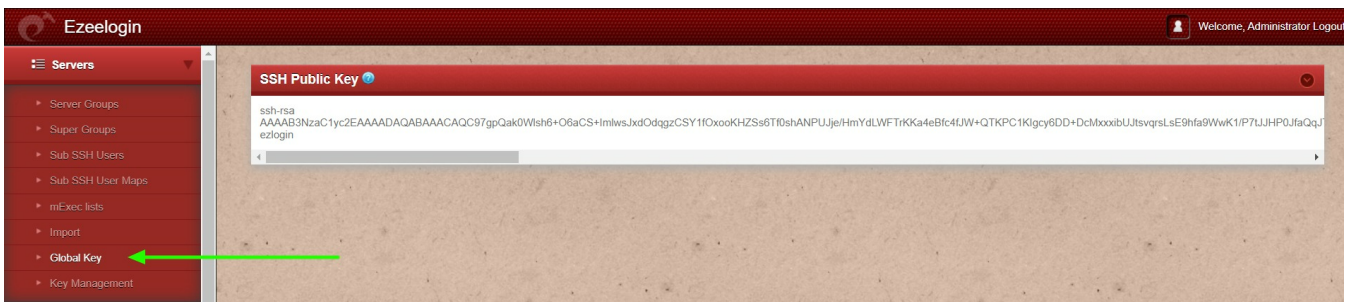 Ezeelogin
Welcome, Administrator Logout
Servers
Server Groups
Super Groups
Sub SSH Users
Sub SSH User Maps
mExec lists
Import
Global Key
Key Management
SSH Public Key
ssh-rsa
AAAAB3NzaC1yc2EAAAADAQABAAACAQC97gpQak0Wlsh6+O6aCS+ImlwsJxdOdqgzCSY1fOxooKHZSs6Tf0shANPUJje/HmYdLWFTrKKa4eBfc4fJW+QTKPC1KIgcy6DD+DcMxxxibUJtsvqrsLsE9hfa9WwK1/P7tJJHP0JfaQqJ
ezlogin